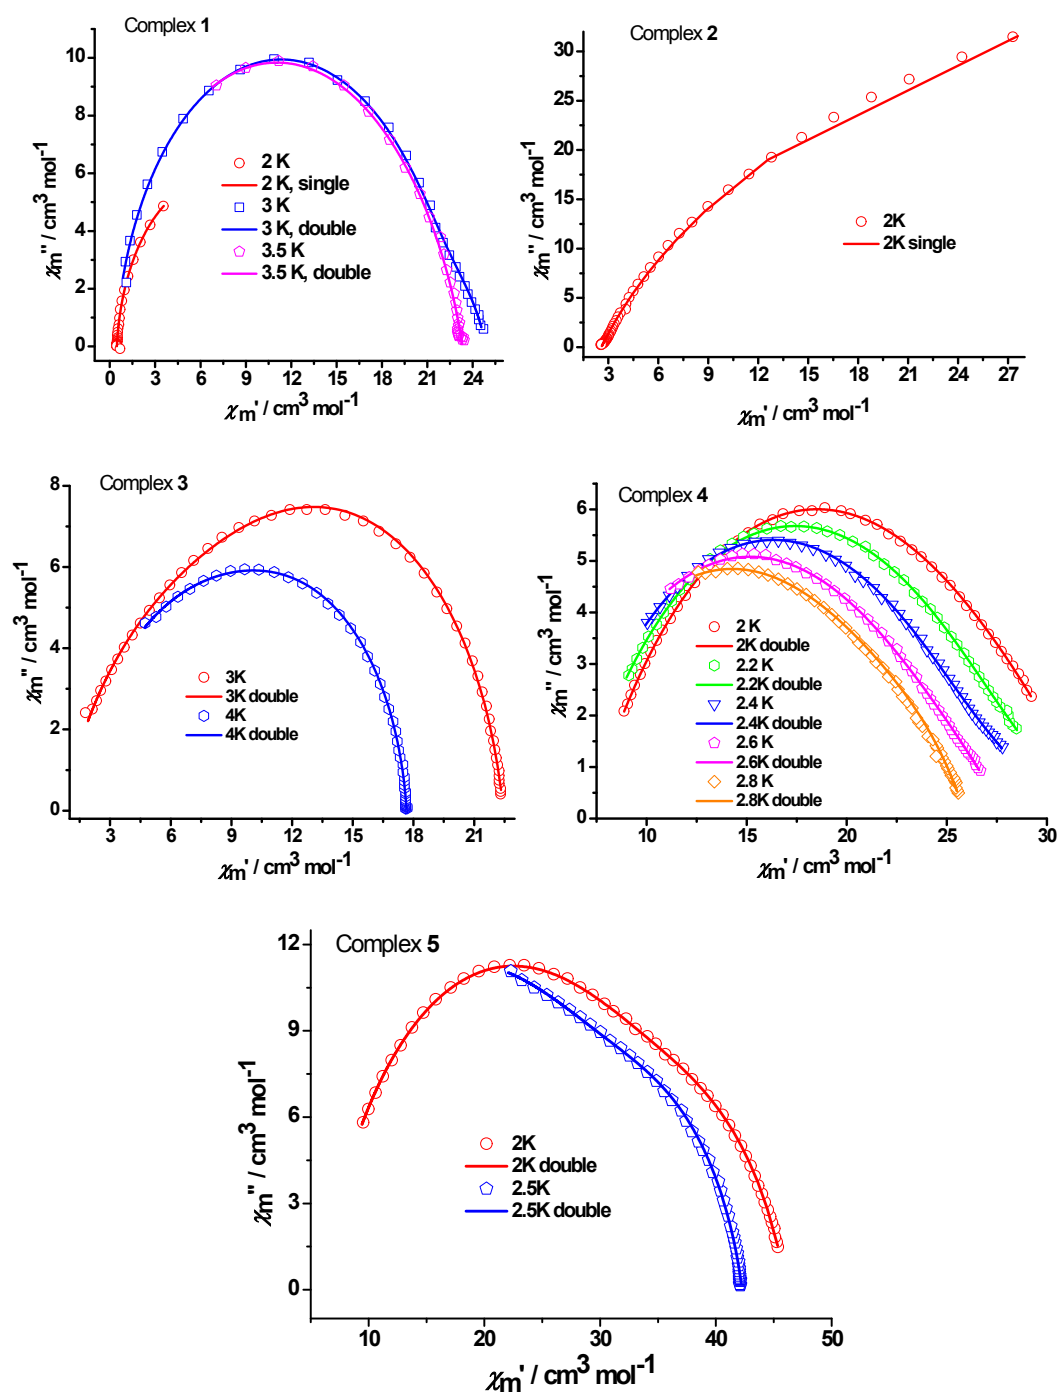 Complex 1
10
8
6
4
2
0
χm'' / cm³ mol⁻¹
2 K
2 K, single
3 K
3 K, double
3.5 K
3.5 K, double
0 3 6 9 12 15 18 21 24
χm' / cm³ mol⁻¹
Complex 2
30
25
20
15
10
5
0
χm'' / cm³ mol⁻¹
2K
2K single
3 6 9 12 15 18 21 24 27
χm' / cm³ mol⁻¹
Complex 3
8
6
4
2
0
χm'' / cm³ mol⁻¹
3K
3K double
4K
4K double
3 6 9 12 15 18 21
χm' / cm³ mol⁻¹
Complex 4
6
5
4
3
2
1
0
χm'' / cm³ mol⁻¹
2 K
2K double
2.2 K
2.2K double
2.4 K
2.4K double
2.6 K
2.6K double
2.8 K
2.8K double
10 15 20 25 30
χm' / cm³ mol⁻¹
Complex 5
12
9
6
3
0
χm'' / cm³ mol⁻¹
2K
2K double
2.5K
2.5K double
10 20 30 40 50
χm' / cm³ mol⁻¹